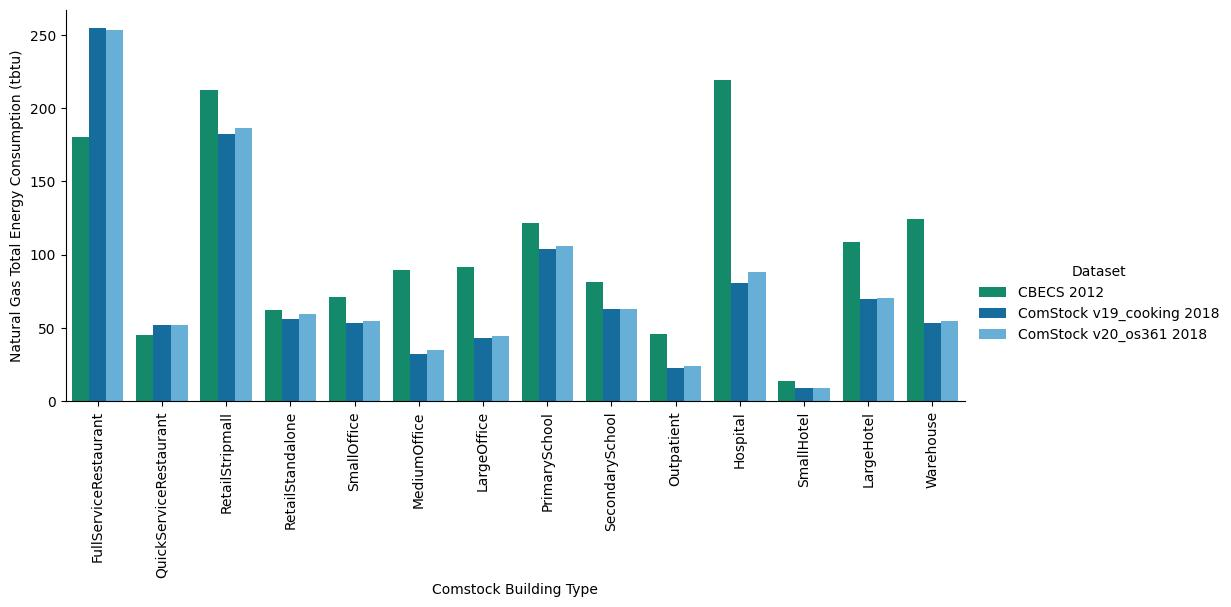 Natural Gas Total Energy Consumption (tbtu)
250
200
150
100
50
0
FullServiceRestaurant
QuickServiceRestaurant
RetailStripmall
RetailStandalone
SmallOffice
MediumOffice
LargeOffice
PrimarySchool
SecondarySchool
Outpatient
Hospital
SmallHotel
LargeHotel
Warehouse
Comstock Building Type
Dataset
CBECS 2012
ComStock v19_cooking 2018
ComStock v20_os361 2018